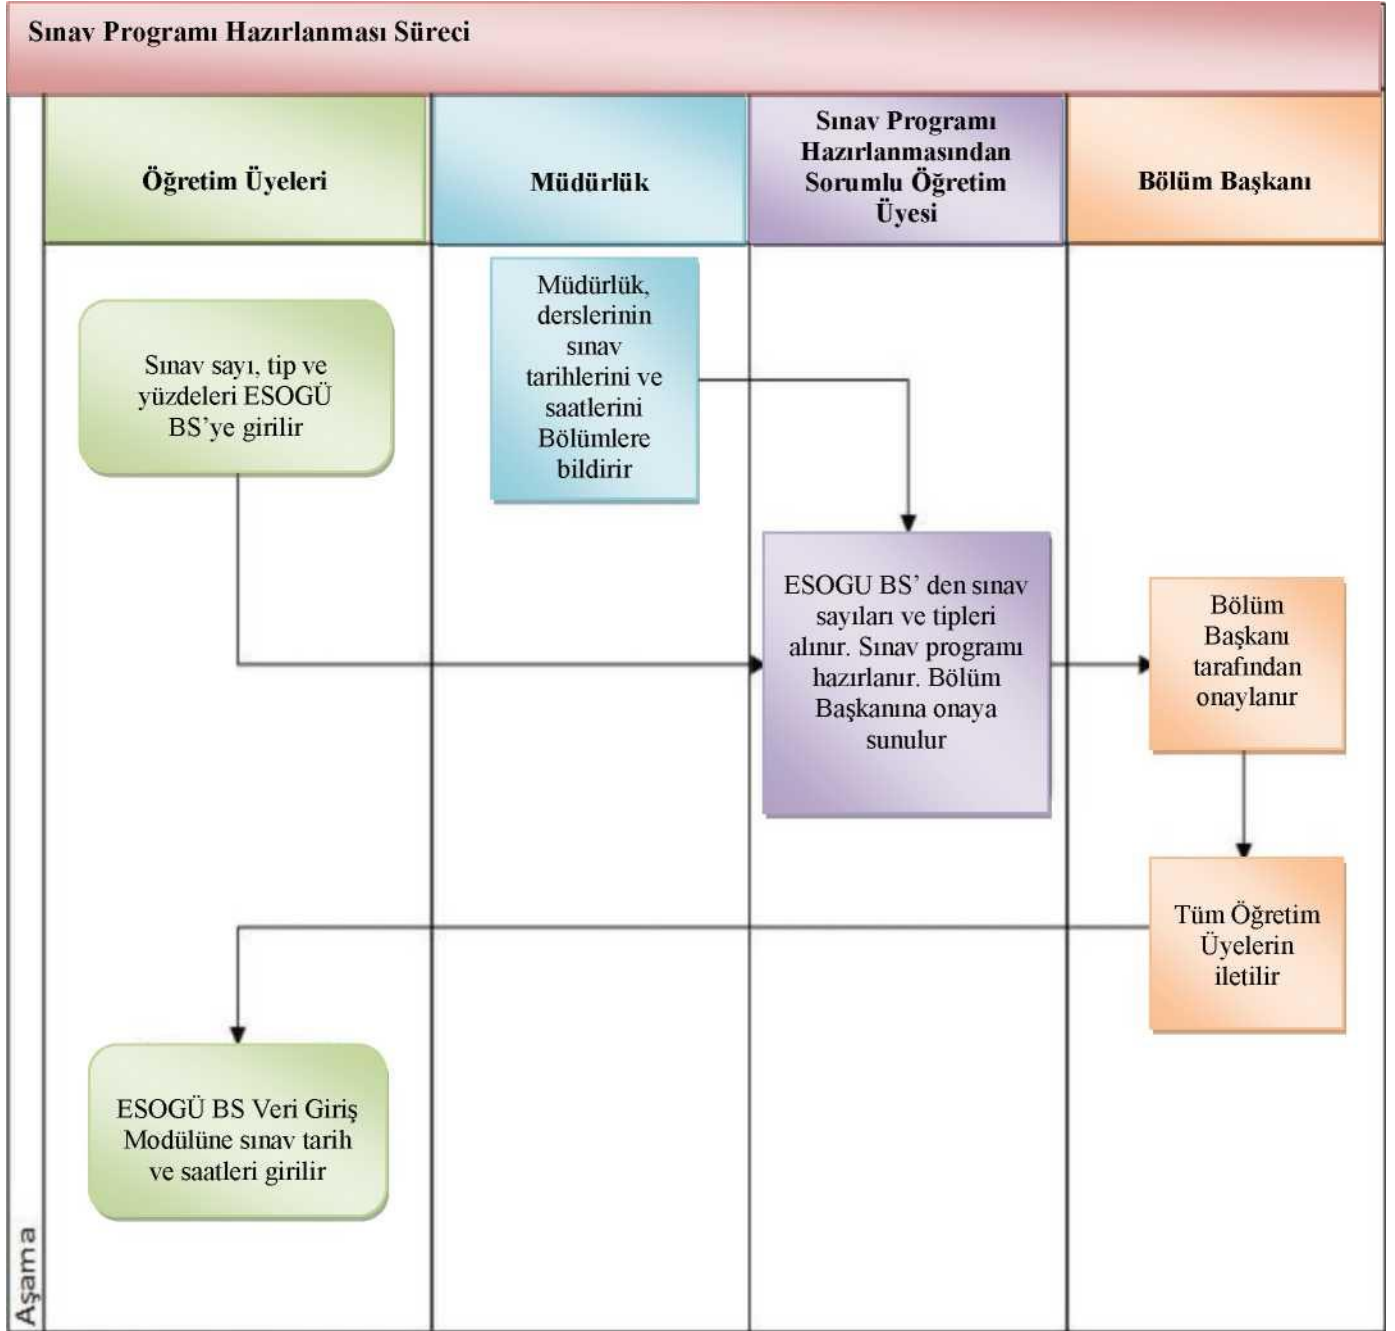 Sınav Programı Hazırlanması Süreci
Öğretim Üyeleri
Müdürlük
Sınav Programı
Hazırlanmasından
Sorumlu Öğretim
Üyesi
Bölüm Başkanı
Sınav sayı, tip ve
yüzdeleri ESOGÜ
BS’ye girilir
Müdürlük,
derslerinin
sınav
tarihlerini ve
saatlerini
Bölümlere
bildirir
ESOGU BS’ den sınav
sayıları ve tipleri
alınır. Sınav programı
hazırlanır. Bölüm
Başkanına onaya
sunulur
Bölüm
Başkanı
tarafından
onaylanır
Tüm Öğretim
Üyelerin
iletilir
ESOGÜ BS Veri Giriş
Modülüne sınav tarih
ve saatleri girilir
Aşama